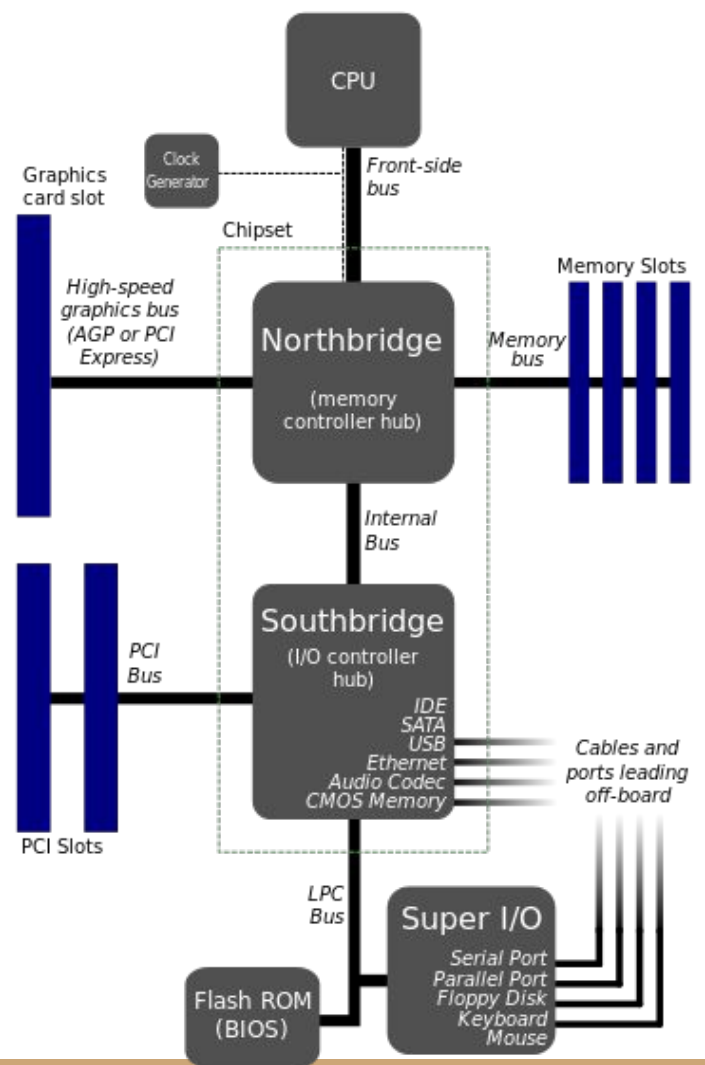 CPU
Clock
Generator
Front-side
bus
Graphics
card slot
Chipset
High-speed
graphics bus
(AGP or PCI
Express)
Northbridge
(memory
controller hub)
Memory
bus
Memory Slots
Internal
Bus
Southbridge
(I/O controller
hub)
PCI
Bus
PCI Slots
IDE
SATA
USB
Ethernet
Audio Codec
CMOS Memory
Cables and
ports leading
off-board
LPC
Bus
Super I/O
Serial Port
Parallel Port
Floppy Disk
Keyboard
Mouse
Flash ROM
(BIOS)